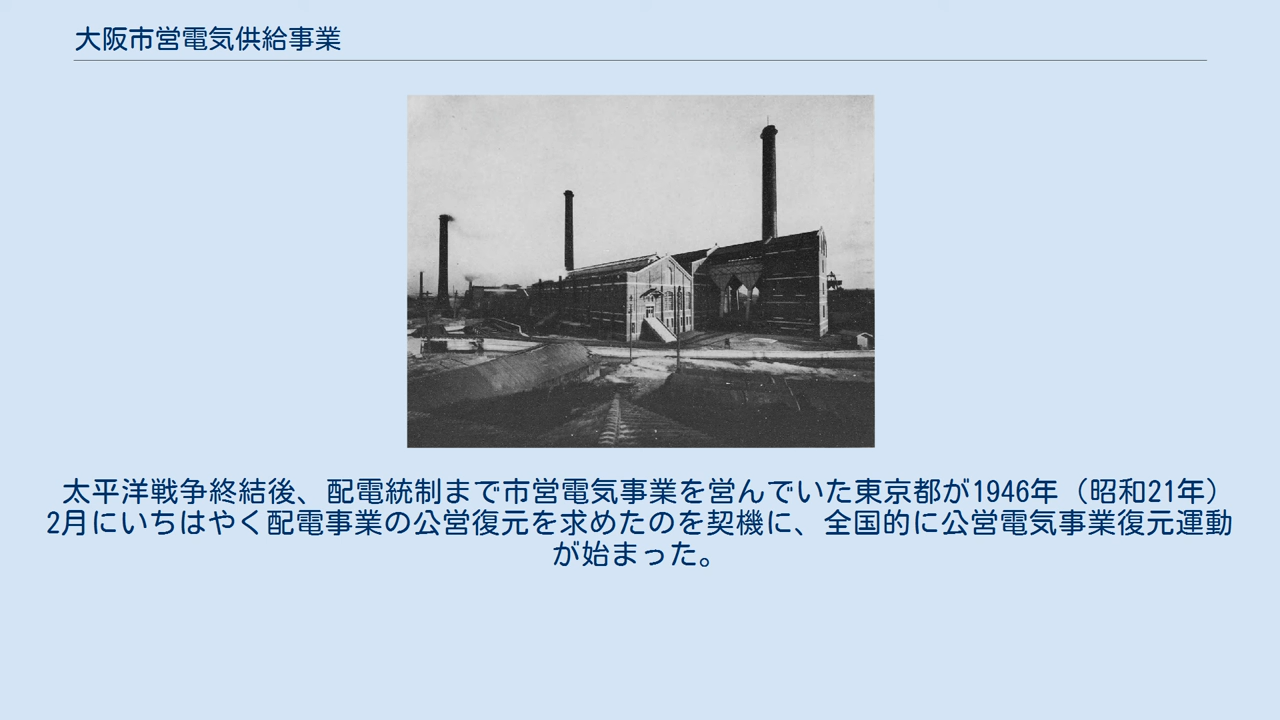 大阪市営電気供給事業
太平洋戦争終結後、配電統制まで市営電気事業を営んでいた東京都が1946年（昭和21年）
2月にいちはやく配電事業の公営復元を求めたのを契機に、全国的に公営電気事業復元運動
が始まった。